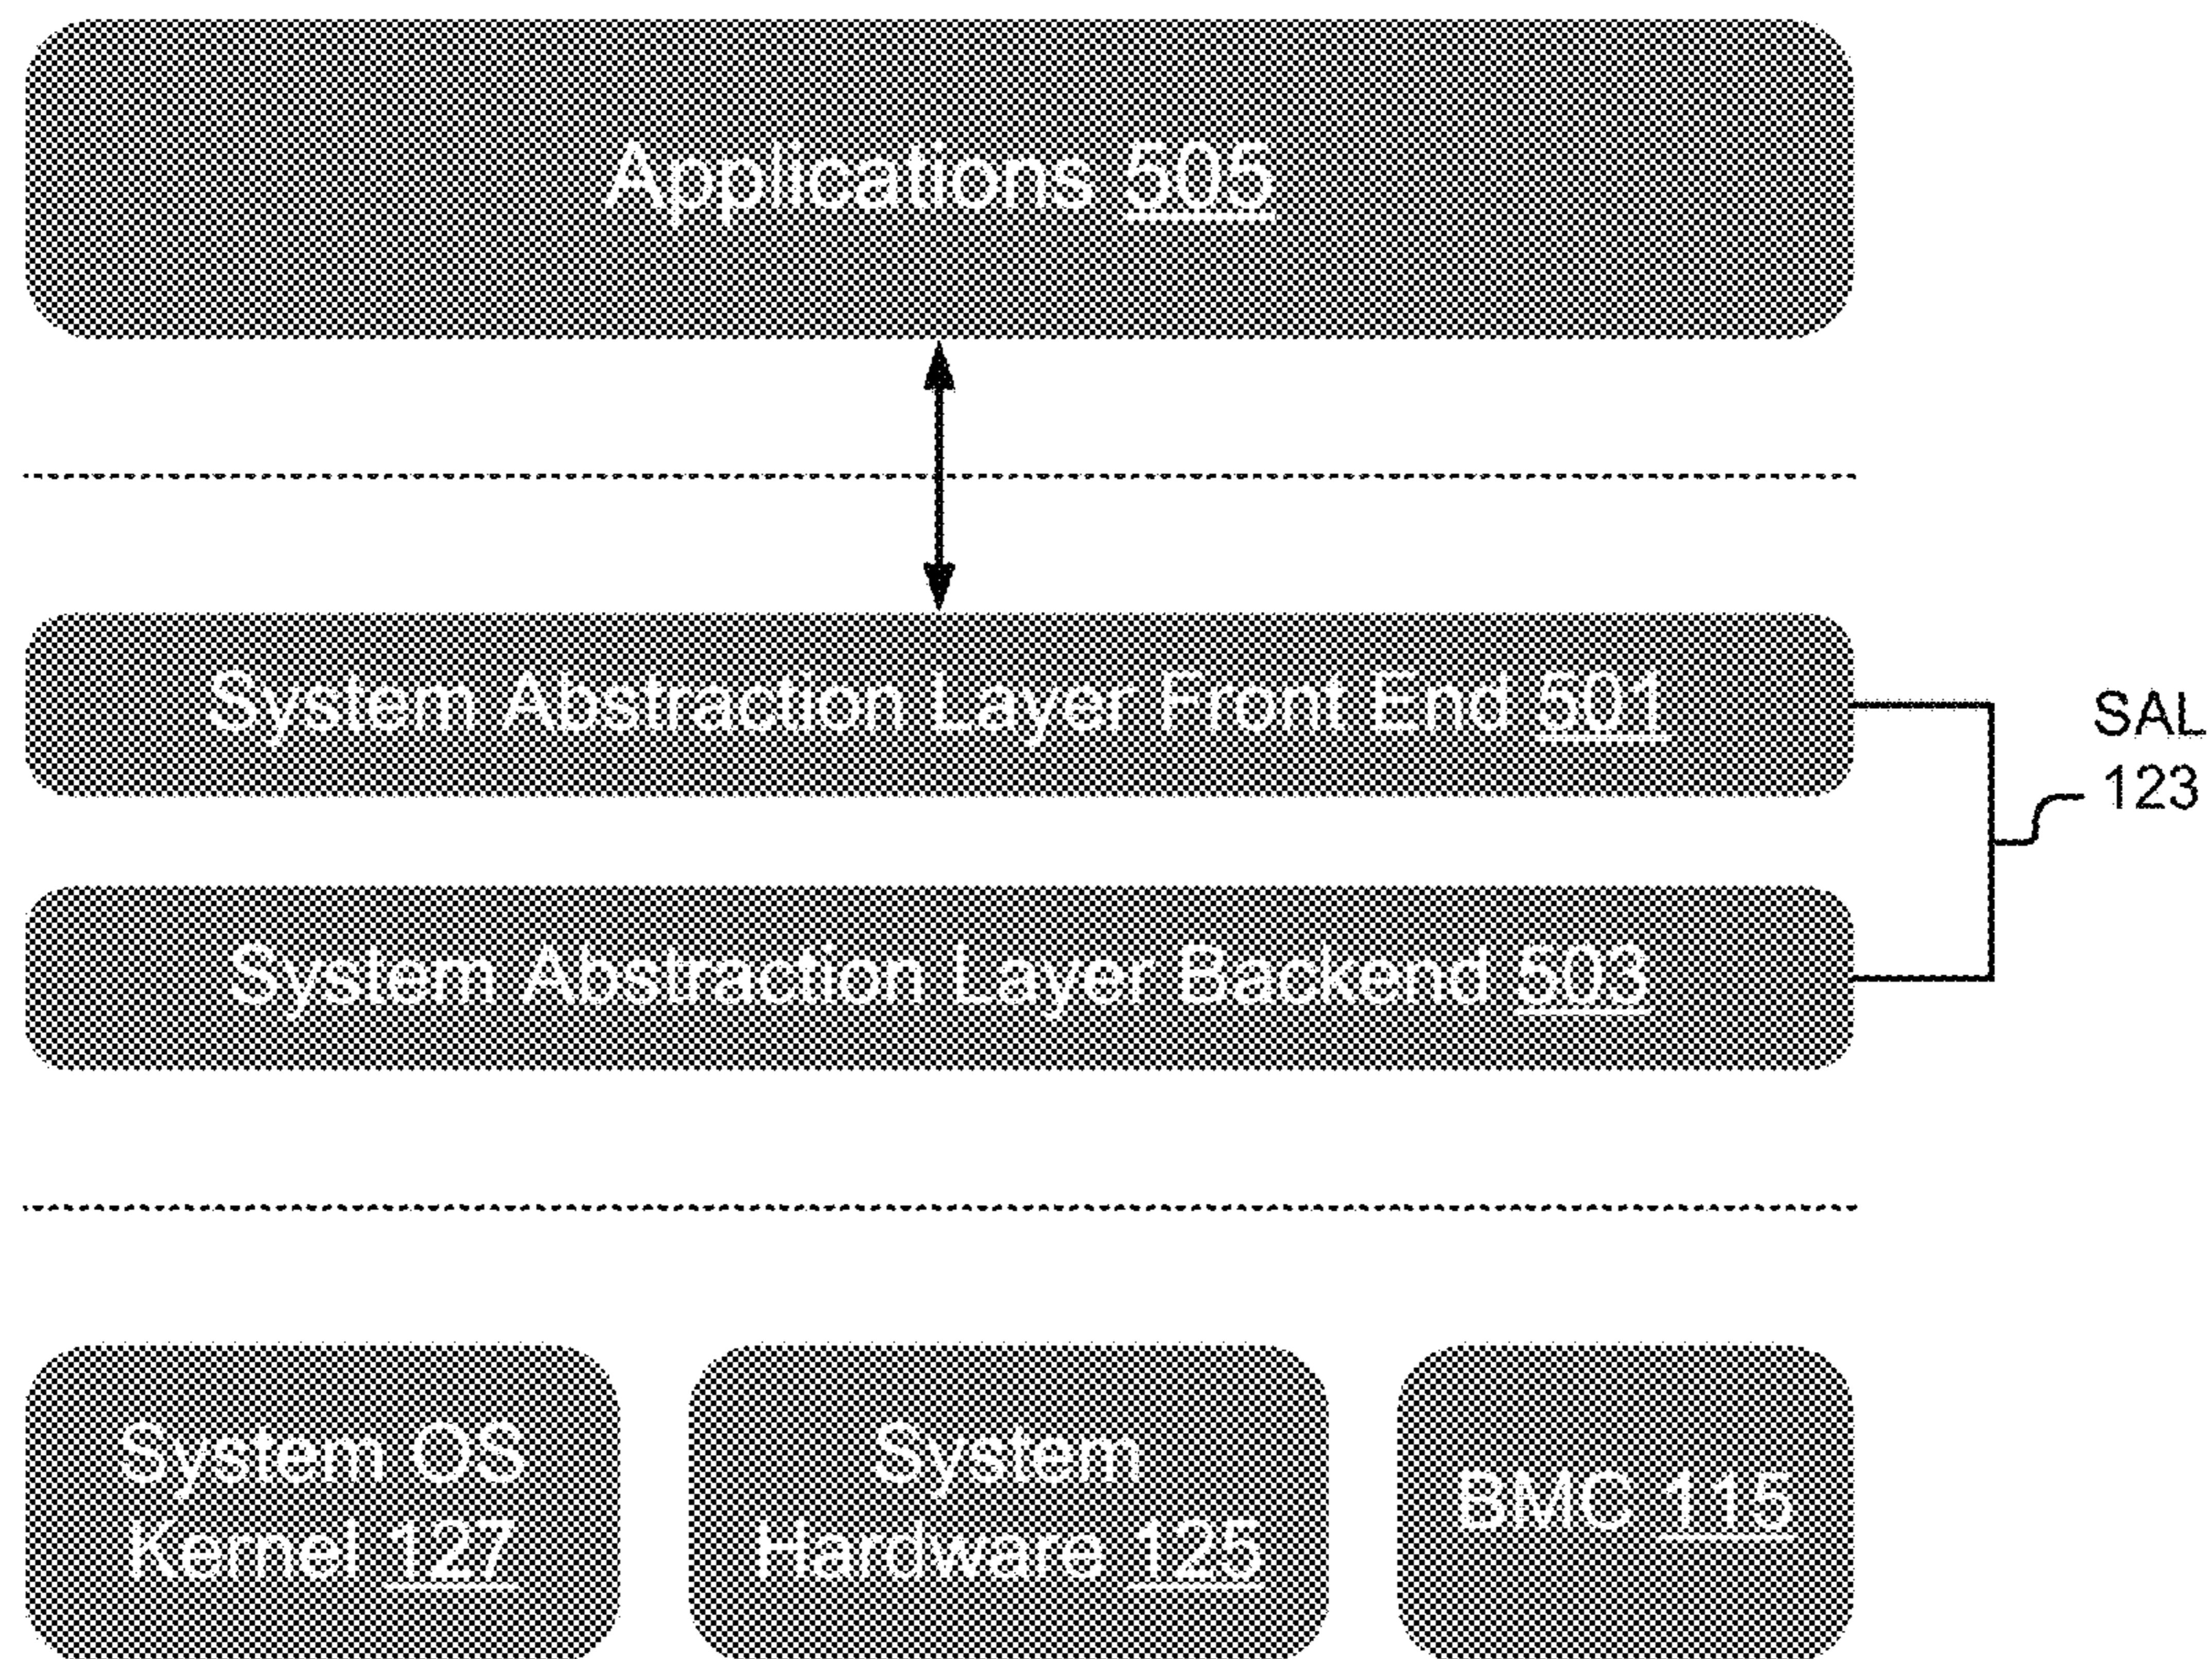 Applications 505
System Abstraction Layer Front End 501
SAL
123
System Abstraction Layer Backend 503
System OS
Kernel 127
System
Hardware 125
BMC 115